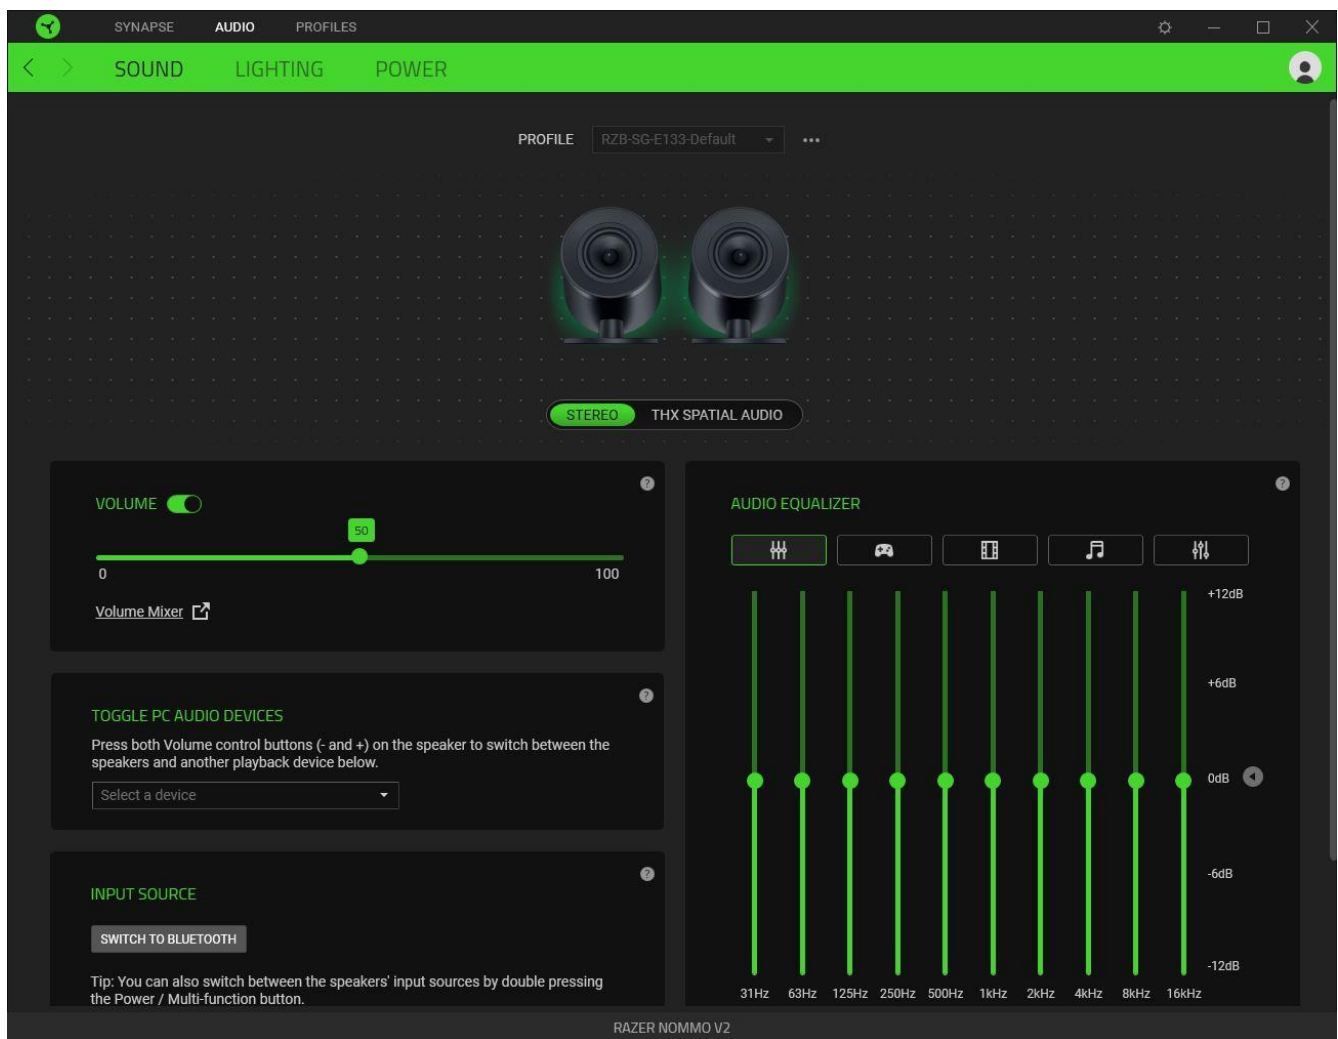 SYNAPSE AUDIO PROFILES
SOUND LIGHTING POWER
PROFILE RZB-SG-E133-Default
STEREO THX SPATIAL AUDIO
VOLUME
50
0 100
Volume Mixer
TOGGLE PC AUDIO DEVICES
Press both Volume control buttons (- and +) on the speaker to switch between the
speakers and another playback device below.
Select a device
INPUT SOURCE
SWITCH TO BLUETOOTH
Tip: You can also switch between the speakers' input sources by double pressing
the Power / Multi-function button.
AUDIO EQUALIZER
+12dB
+6dB
0dB
-6dB
-12dB
31Hz 63Hz 125Hz 250Hz 500Hz 1kHz 2kHz 4kHz 8kHz 16kHz
RAZER NOMMO V2